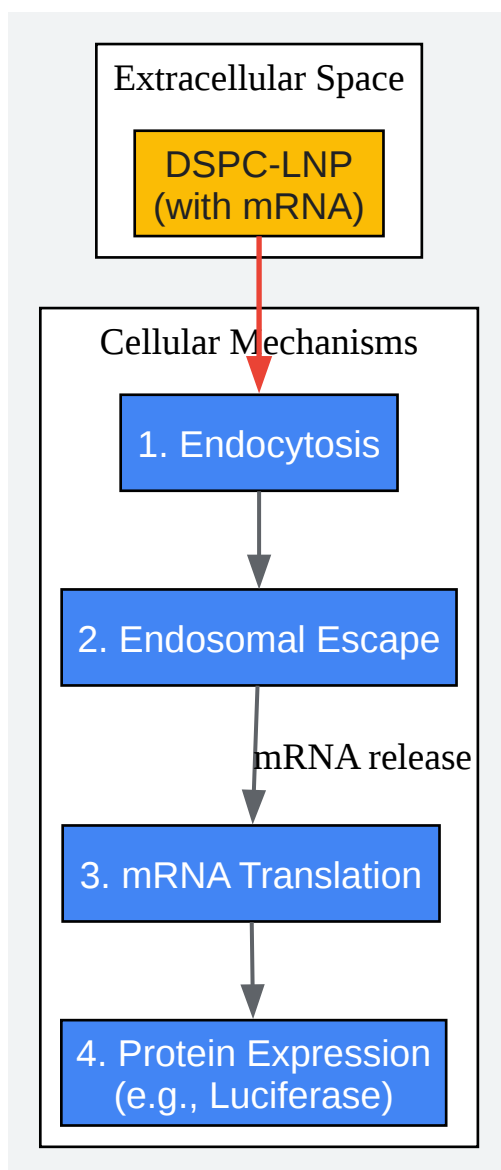 Extracellular Space
DSPC-LNP
(with mRNA)
Cellular Mechanisms
1. Endocytosis
2. Endosomal Escape
mRNA release
3. mRNA Translation
4. Protein Expression
(e.g., Luciferase)